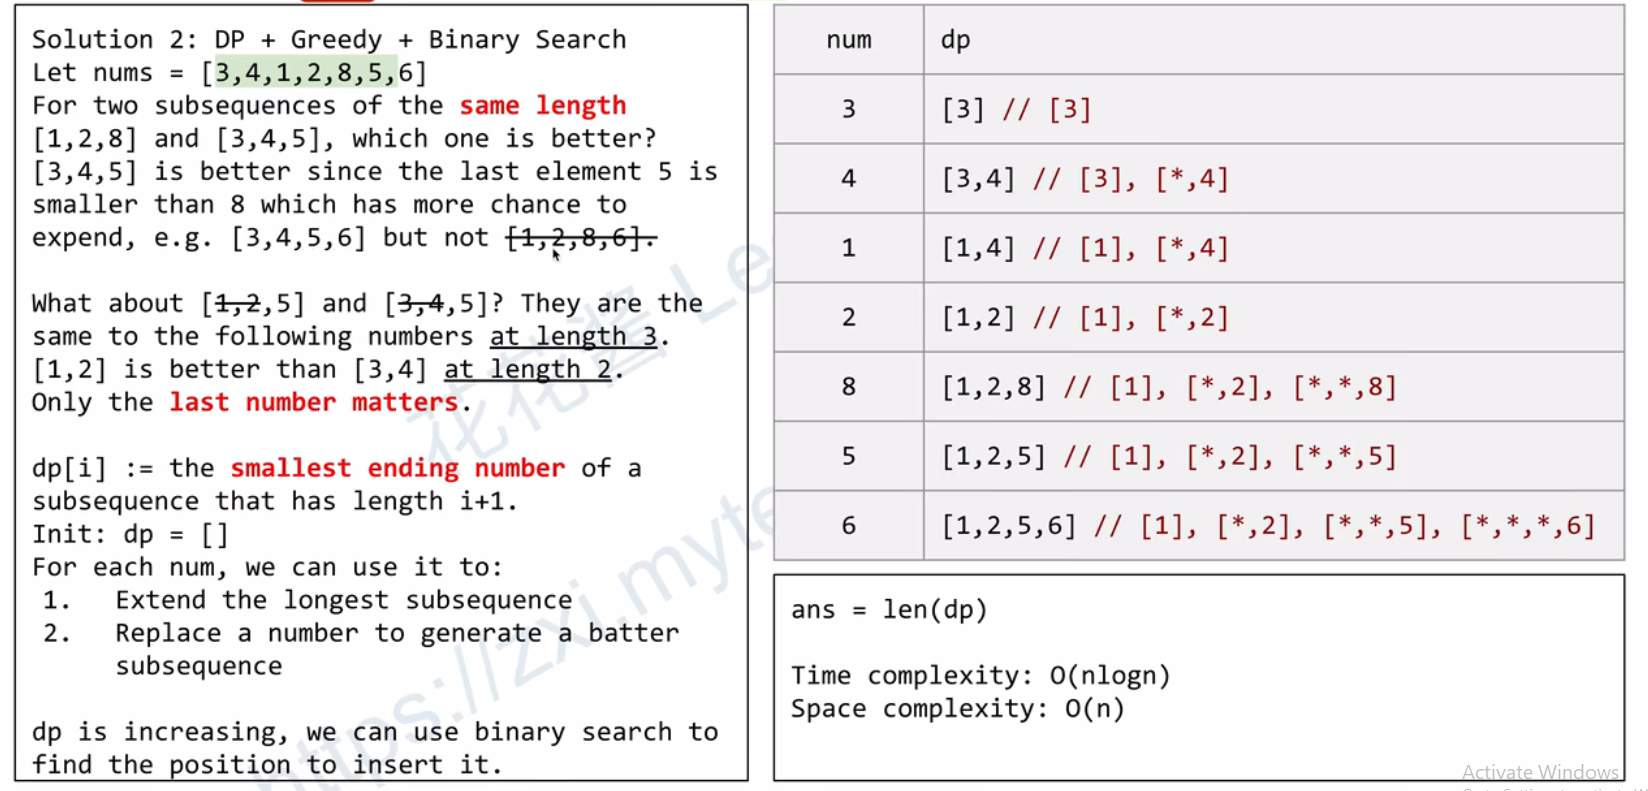 Solution 2: DP + Greedy + Binary Search
Let nums = [3,4,1,2,8,5,6]
For two subsequences of the same length
[1,2,8] and [3,4,5], which one is better?
[3,4,5] is better since the last element 5 is
smaller than 8 which has more chance to
expend, e.g. [3,4,5,6] but not [1,2,8,6].
What about [1,2,5] and [3,4,5]? They are the
same to the following numbers at length 3.
[1,2] is better than [3,4] at length 2.
Only the last number matters.
dp[i] := the smallest ending number of a
subsequence that has length i+1.
Init: dp = []
For each num, we can use it to:
1. Extend the longest subsequence
2. Replace a number to generate a batter
subsequence
dp is increasing, we can use binary search to
find the position to insert it.
num dp
3 [3] // [3]
4 [3,4] // [3], [*,4]
1 [1,4] // [1], [*,4]
2 [1,2] // [1], [*,2]
8 [1,2,8] // [1], [*,2], [*,*,8]
5 [1,2,5] // [1], [*,2], [*,*,5]
6 [1,2,5,6] // [1], [*,2], [*,*,5], [*,*,*,6]
ans = len(dp)
Time complexity: O(nlogn)
Space complexity: O(n)
花花酱 Le
https://zxi.myte
Activate Windows